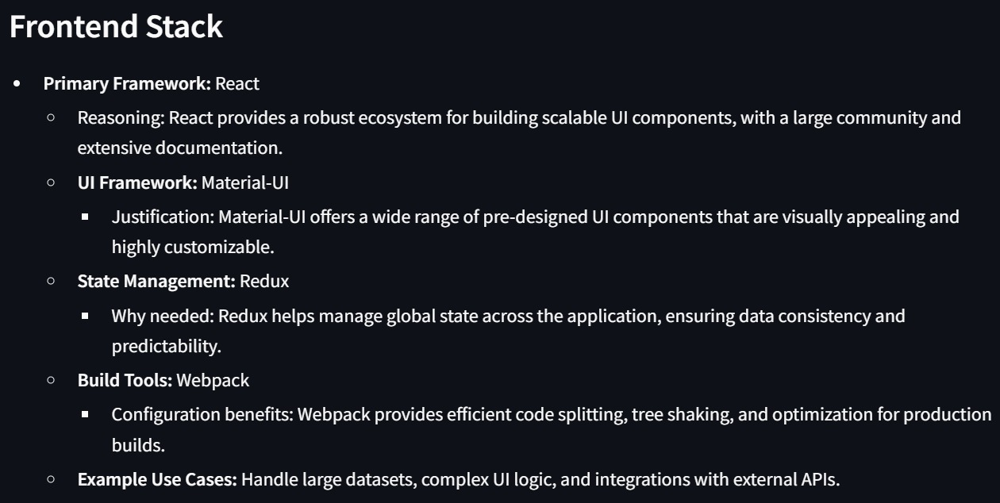 Frontend Stack
Primary Framework: React
Reasoning: React provides a robust ecosystem for building scalable UI components, with a large community and
extensive documentation.
UI Framework: Material-UI
Justification: Material-UI offers a wide range of pre-designed UI components that are visually appealing and
highly customizable.
State Management: Redux
Why needed: Redux helps manage global state across the application, ensuring data consistency and
predictability.
Build Tools: Webpack
Configuration benefits: Webpack provides efficient code splitting, tree shaking, and optimization for production
builds.
Example Use Cases: Handle large datasets, complex UI logic, and integrations with external APIs.